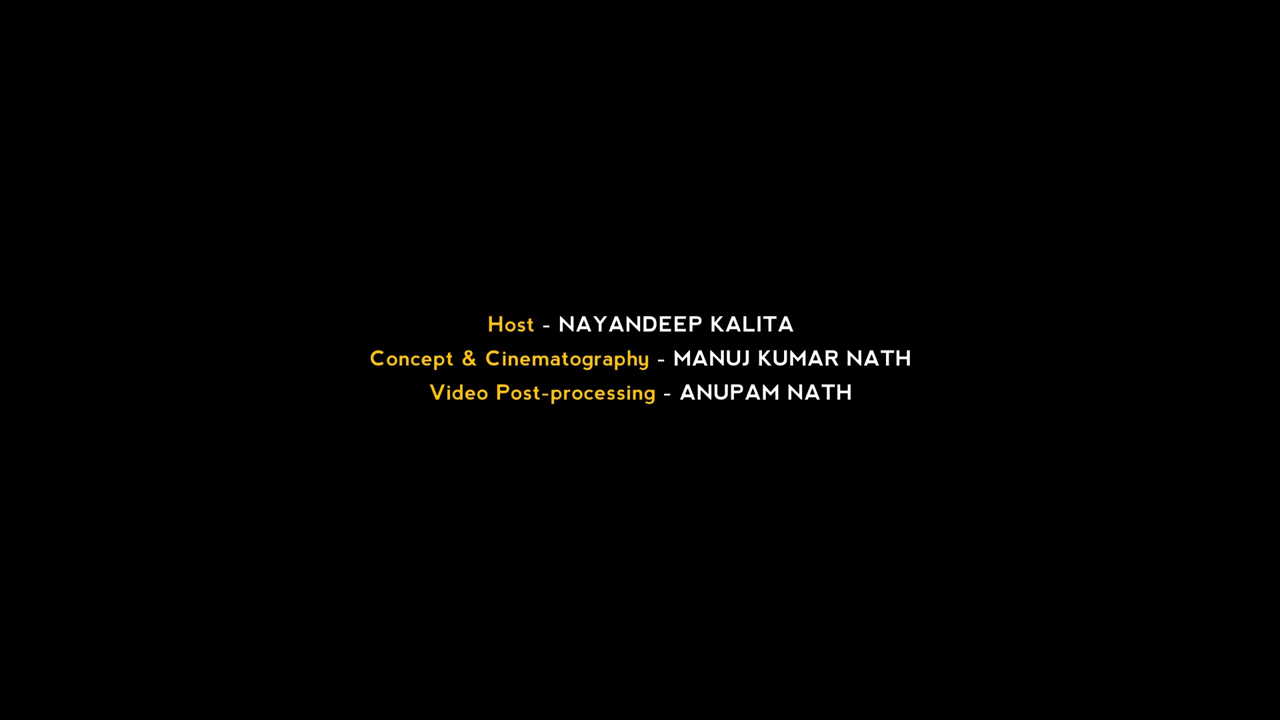 Host - NAYANDEEP KALITA
Concept & Cinematography - MANUJ KUMAR NATH
Video Post-processing - ANUPAM NATH